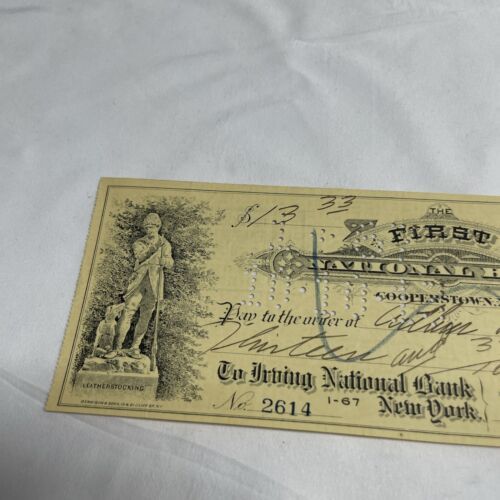 $13 33
THE
FIRST
NATIONAL
COOPERSTOWN,
Pay to the order of
Thirteen and 3
To Irving National Bank
New York.
No. 2614 1-67
LEATHERSTOCKING